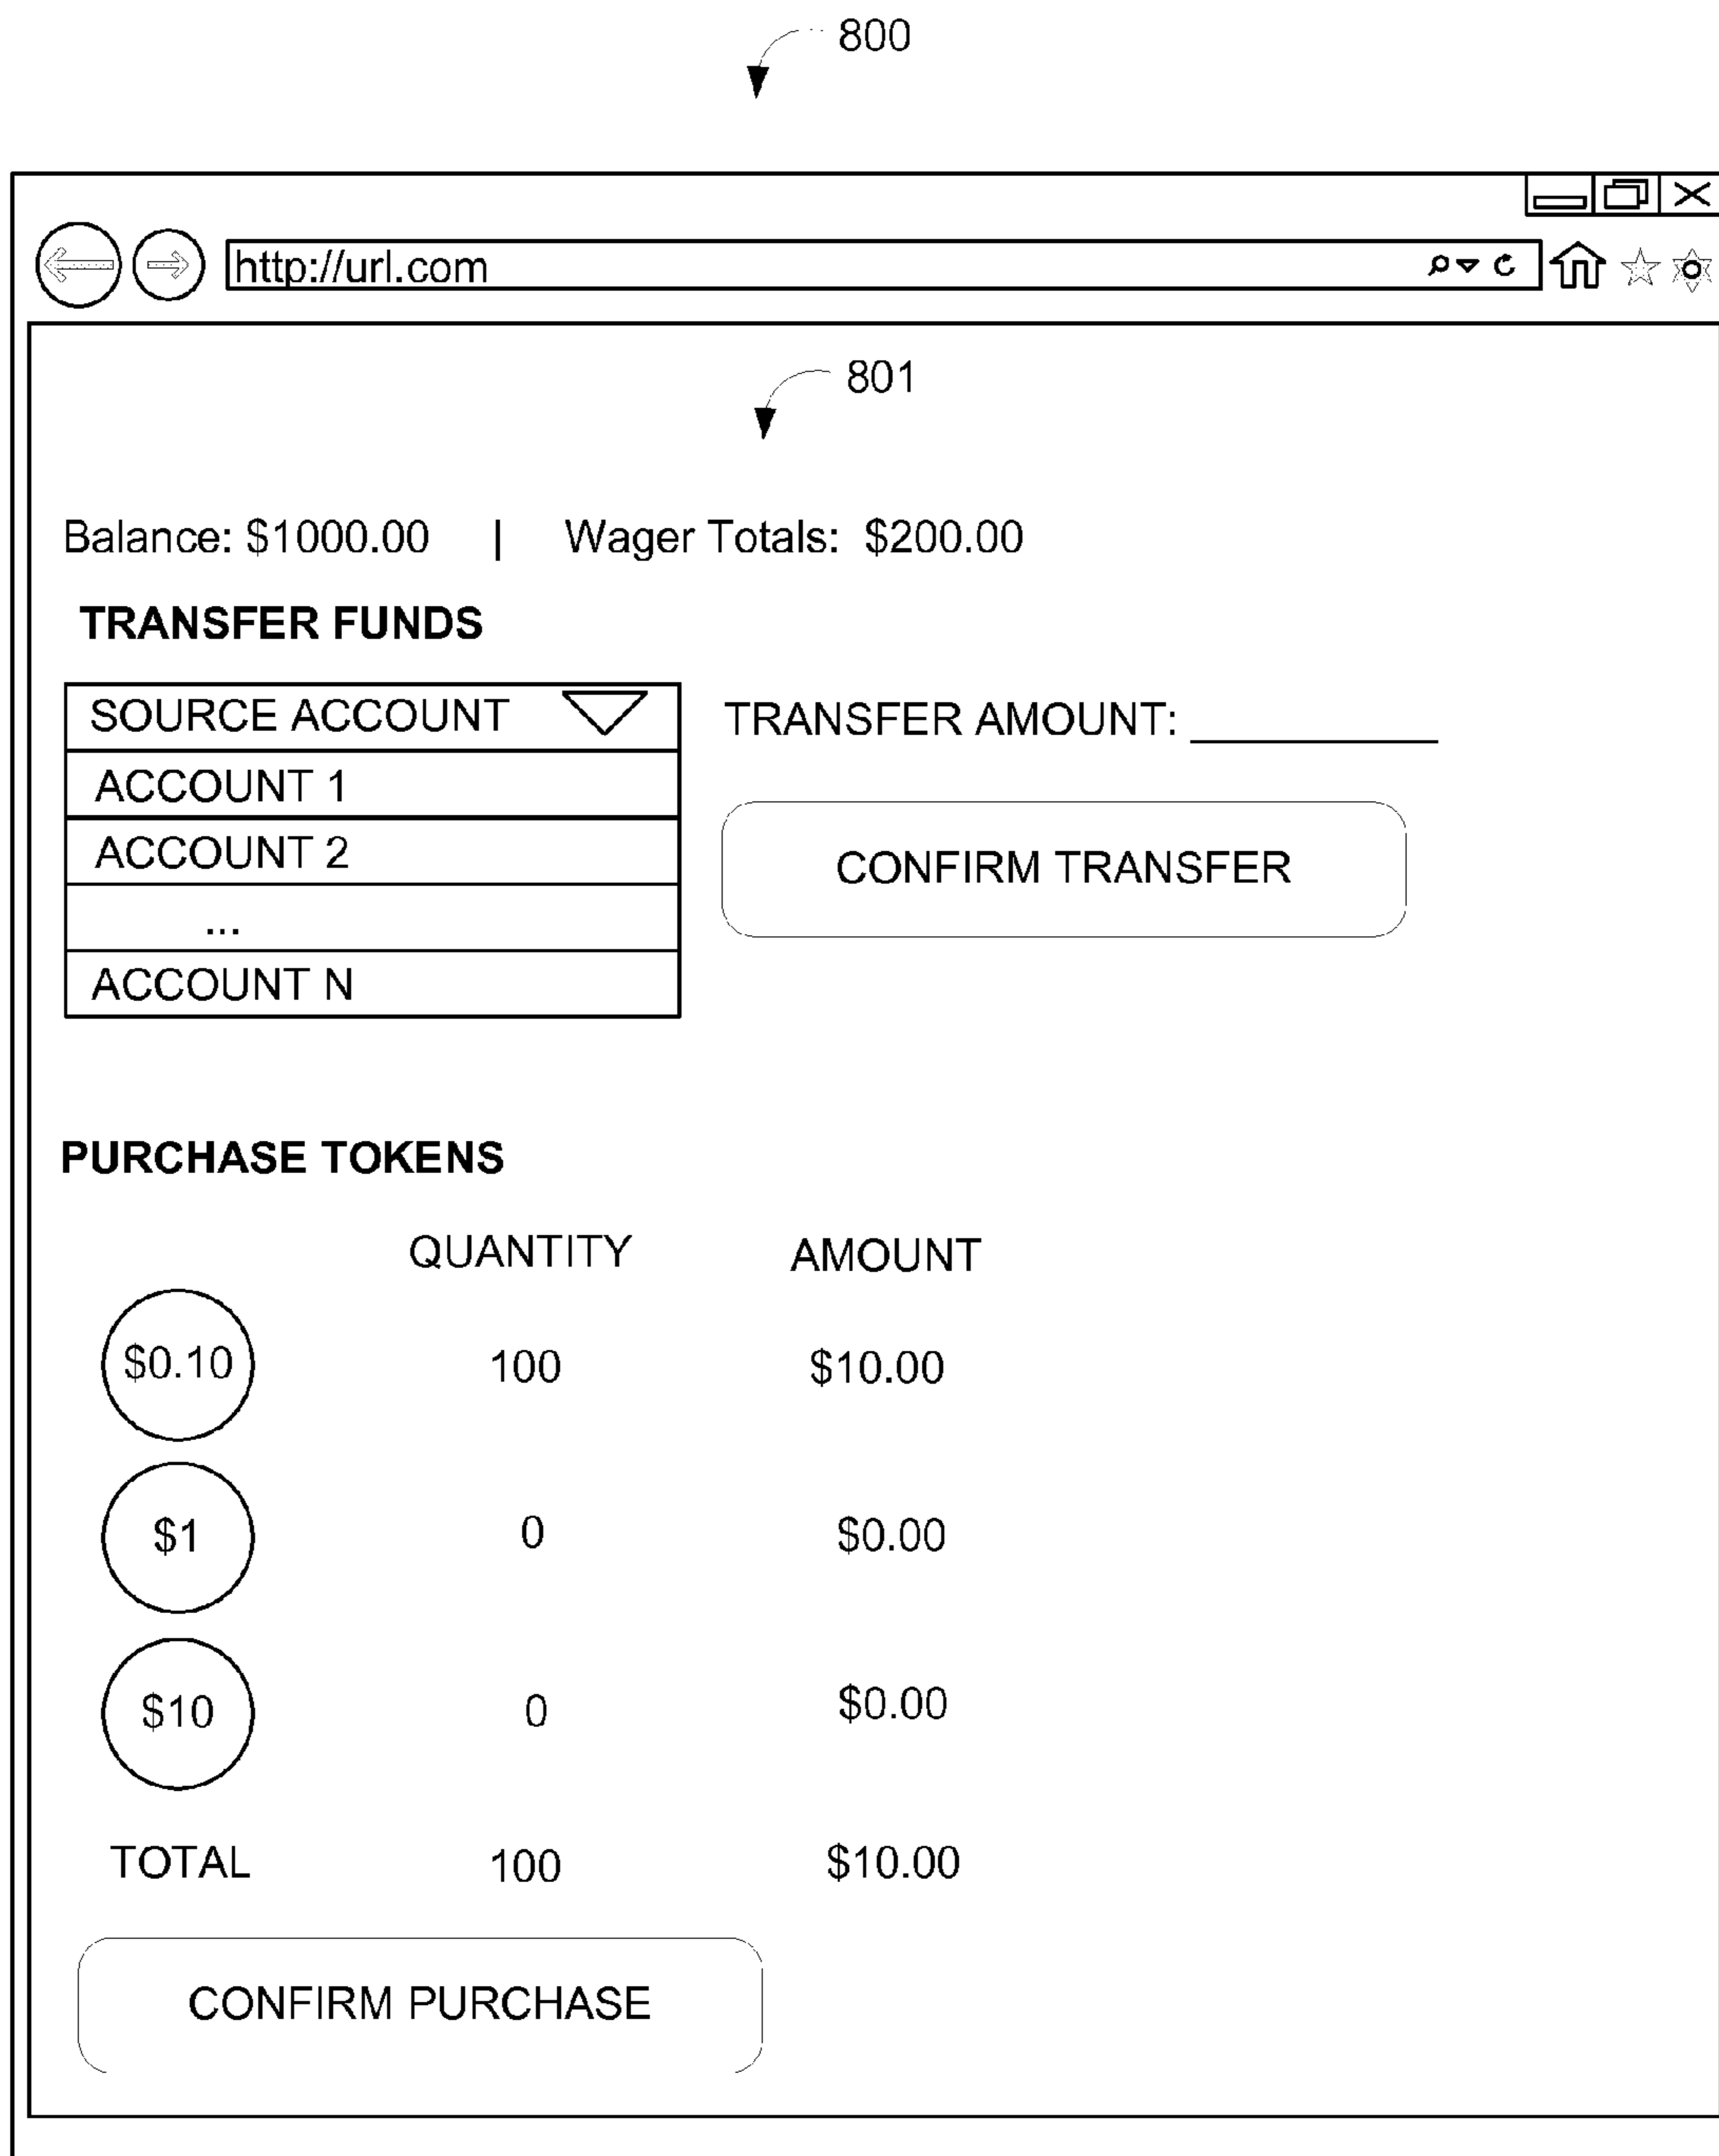 800
http://url.com
801
Balance: $1000.00 | Wager Totals: $200.00
TRANSFER FUNDS
SOURCE ACCOUNT TRANSFER AMOUNT: ___________
ACCOUNT 1
ACCOUNT 2
CONFIRM TRANSFER
...
ACCOUNT N
PURCHASE TOKENS
QUANTITY AMOUNT
$0.10 100 $10.00
$1 0 $0.00
$10 0 $0.00
TOTAL 100 $10.00
CONFIRM PURCHASE